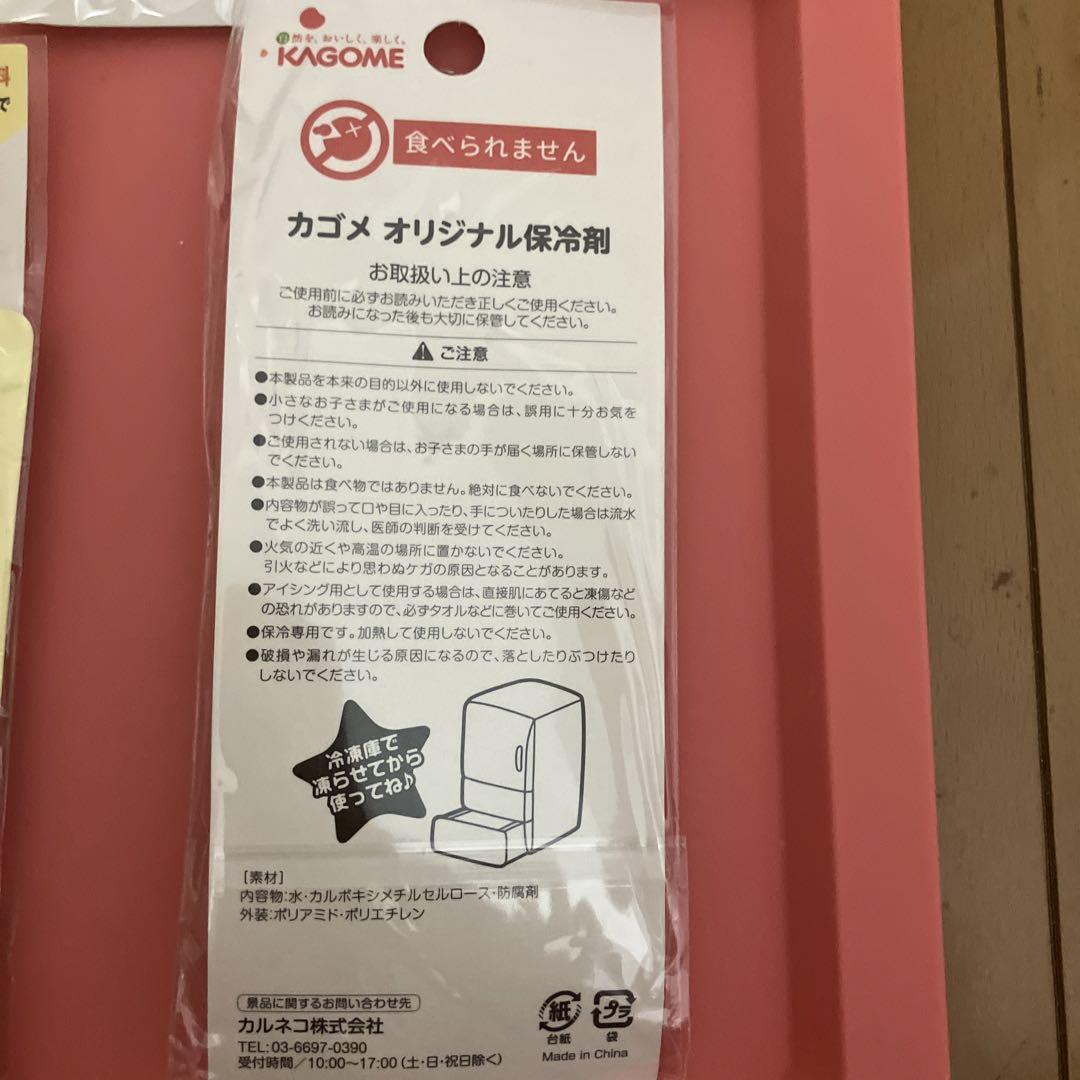 自然を、おいしく、楽しく。
KAGOME
料
で
食べられません
カゴメ オリジナル保冷剤
お取扱い上の注意
ご使用前に必ずお読みいただき正しくご使用ください。
お読みになった後も大切に保管してください。
ご注意
●本製品を本来の目的以外に使用しないでください。
●小さなお子さまがご使用になる場合は、誤用に十分お気を
つけください。
●ご使用されない場合は、お子さまの手が届く場所に保管しない
でください。
●本製品は食べ物ではありません。絶対に食べないでください。
●内容物が誤って口や目に入ったり、手についたりした場合は流水
でよく洗い流し、医師の判断を受けてください。
●火気の近くや高温の場所に置かないでください。
引火などにより思わぬケガの原因となることがあります。
●アイシング用として使用する場合は、直接肌にあてると凍傷など
の恐れがありますので、必ずタオルなどに巻いてご使用ください。
●保冷専用です。加熱して使用しないでください。
●破損や漏れが生じる原因になるので、落としたりぶつけたり
しないでください。
冷凍庫で
凍らせてから
使ってね♪
[素材]
内容物:水・カルボキシメチルセルロース・防腐剤
外装:ポリアミド・ポリエチレン
景品に関するお問い合わせ先
カルネコ株式会社
TEL:03-6697-0390
受付時間/10:00〜17:00(土・日・祝日除く)
紙
台紙
プラ
袋
Made in China